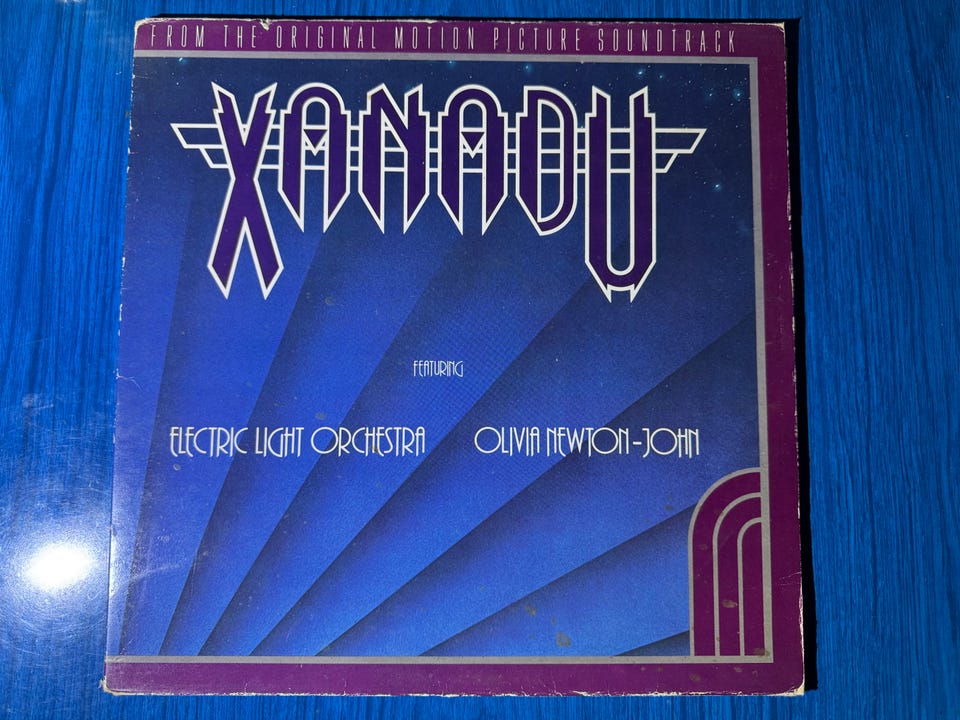 FROM THE ORIGINAL MOTION PICTURE SOUNDTRACK
XANADU
FEATURING
ELECTRIC LIGHT ORCHESTRA OLIVIA NEWTON-JOHN